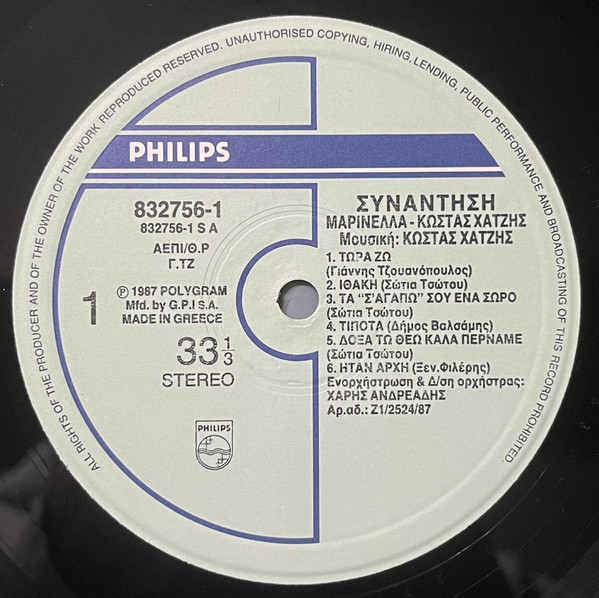 ALL RIGHTS OF THE PRODUCER AND OF THE OWNER OF THE WORK REPRODUCED RESERVED. UNAUTHORISED COPYING, HIRING, LENDING, PUBLIC PERFORMANCE AND BROADCASTING OF THIS RECORD PROHIBITED.
PHILIPS
832756-1
832756-1 S A
ΑΕΠΙ/Θ.Ρ
Γ.ΤΖ
1
℗ 1987 POLYGRAM
Mfd. by G.P.I S.A.
MADE IN GREECE
33 1/3
STEREO
PHILIPS
ΣΥΝΑΝΤΗΣΗ
ΜΑΡΙΝΕΛΛΑ - ΚΩΣΤΑΣ ΧΑΤΖΗΣ
Μουσική: ΚΩΣΤΑΣ ΧΑΤΖΗΣ
1. ΤΩΡΑ ΖΩ
(Γιάννης Τζουανόπουλος)
2. ΙΘΑΚΗ (Σώτια Τσώτου)
3. ΤΑ "Σ'ΑΓΑΠΩ" ΣΟΥ ΕΝΑ ΣΩΡΟ
(Σώτια Τσώτου)
4. ΤΙΠΟΤΑ (Δήμος Βαλσάμης)
5. ΔΟΞΑ ΤΩ ΘΕΩ ΚΑΛΑ ΠΕΡΝΑΜΕ
(Σώτια Τσώτου)
6. ΗΤΑΝ ΑΡΧΗ (Ξεν.Φιλέρης)
Ενορχήστρωση & Δ/ση ορχήστρας:
ΧΑΡΗΣ ΑΝΔΡΕΑΔΗΣ
Αρ.αδ.: Ζ1/2524/87